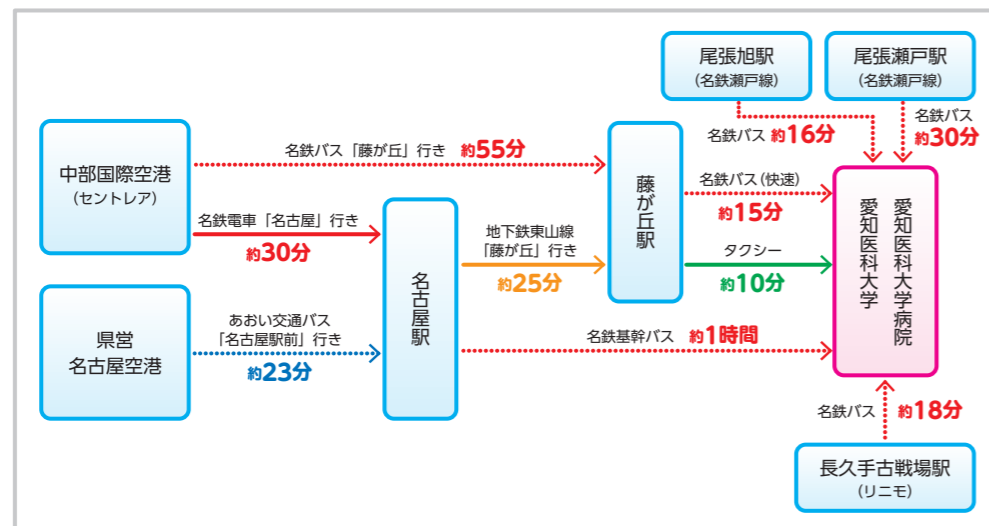 尾張旭駅
(名鉄瀬戸線)
尾張瀬戸駅
(名鉄瀬戸線)
名鉄バス 約16分
名鉄バス
約30分
中部国際空港
(セントレア)
名鉄バス「藤が丘」行き 約55分
藤が丘駅
名鉄バス(快速)
約15分
愛知医科大学病院
愛知医科大学
名鉄電車「名古屋」行き
約30分
名古屋駅
地下鉄東山線
「藤が丘」行き
約25分
タクシー
約10分
県営
名古屋空港
あおい交通バス
「名古屋駅前」行き
約23分
名鉄基幹バス 約1時間
名鉄バス 約18分
長久手古戦場駅
(リニモ)